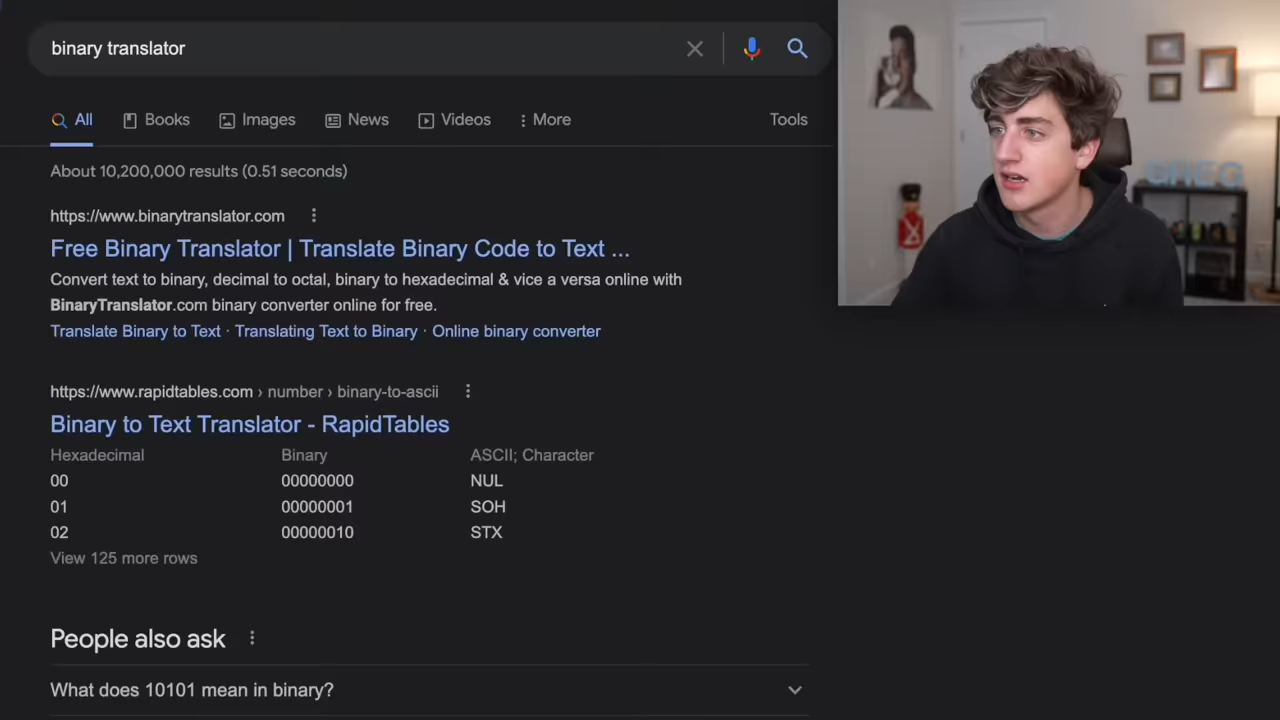 binary translator
All
Books
Images
News
Videos
More
Tools
About 10,200,000 results (0.51 seconds)
https://www.binarytranslator.com
Free Binary Translator | Translate Binary Code to Text ...
Convert text to binary, decimal to octal, binary to hexadecimal & vice a versa online with
BinaryTranslator.com binary converter online for free.
Translate Binary to Text · Translating Text to Binary · Online binary converter
https://www.rapidtables.com › number › binary-to-ascii
Binary to Text Translator - RapidTables
Hexadecimal Binary ASCII; Character
00 00000000 NUL
01 00000001 SOH
02 00000010 STX
View 125 more rows
People also ask
What does 10101 mean in binary?
GREG